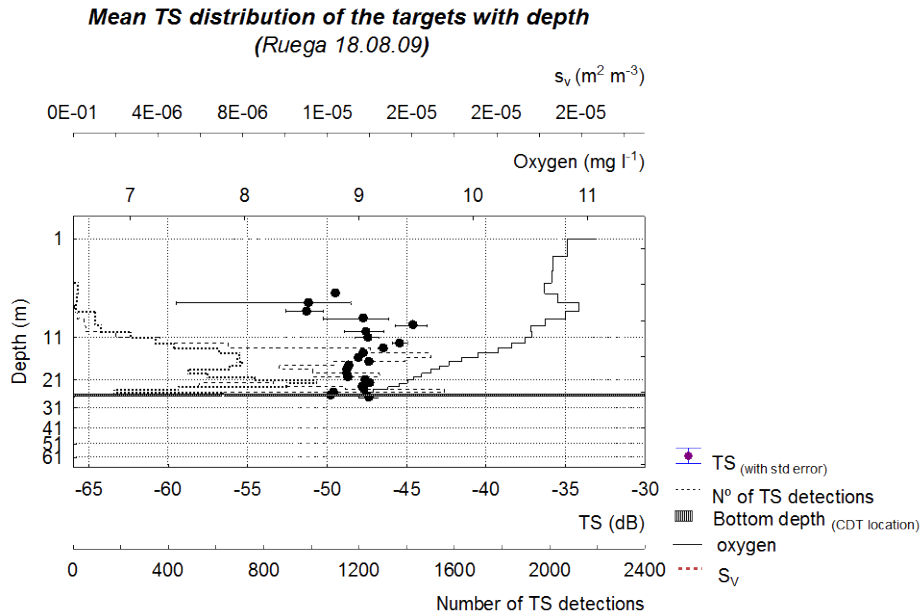 Mean TS distribution of the targets with depth
(Ruega 18.08.09)
sv (m2 m-3)
0E-01 4E-06 8E-06 1E-05 2E-05 2E-05 2E-05
Oxygen (mg l-1)
7 8 9 10 11
Depth (m)
1
11
21
31
41
51
61
-65 -60 -55 -50 -45 -40 -35 -30
TS (dB)
0 400 800 1200 1600 2000 2400
Number of TS detections
TS (with std error)
Nº of TS detections
Bottom depth (CDT location)
oxygen
SV